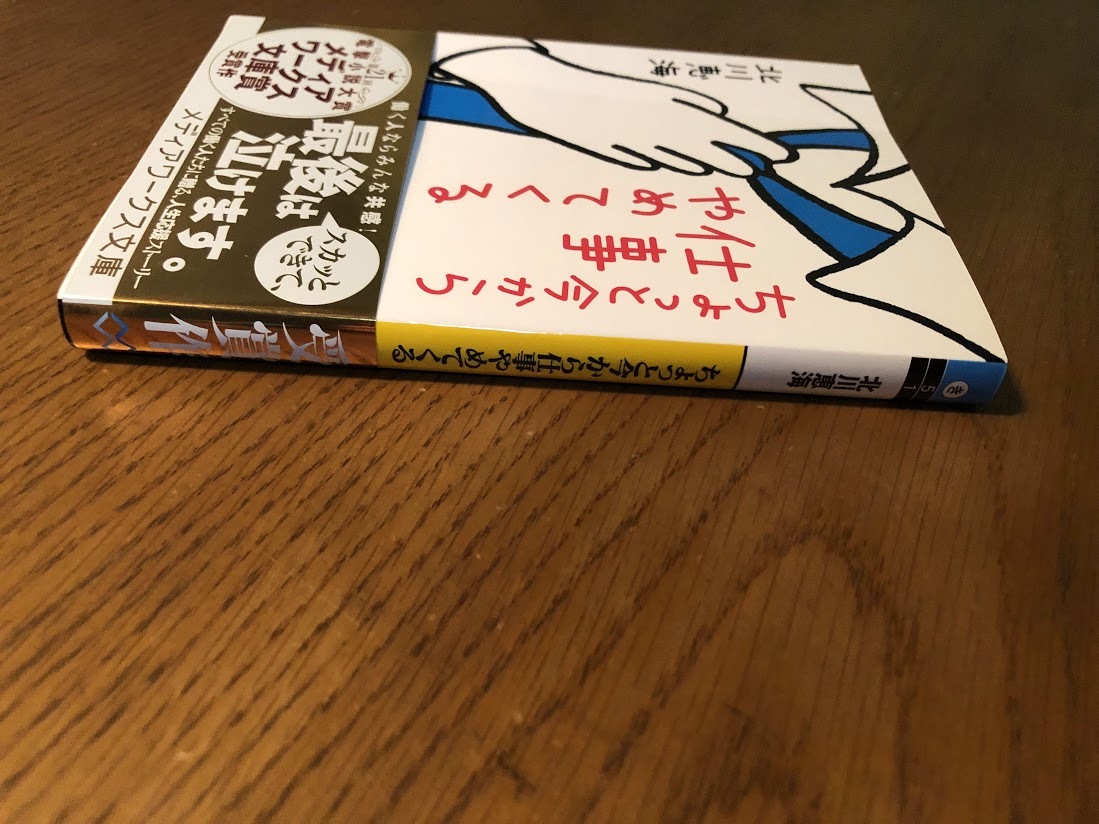 北川恵海
ちょっと今から
仕事
やめてくる
第21回
電撃小説大賞
メディア
ワークス
文庫賞
受賞作
働く人ならみんな共感!
スカッと
できて、
最後は
泣けます。
すべての働く人たちに贈る、人生応援ストーリー
メディアワークス文庫
受賞作
ちょっと今から仕事やめてくる
北川恵海
き
5
1